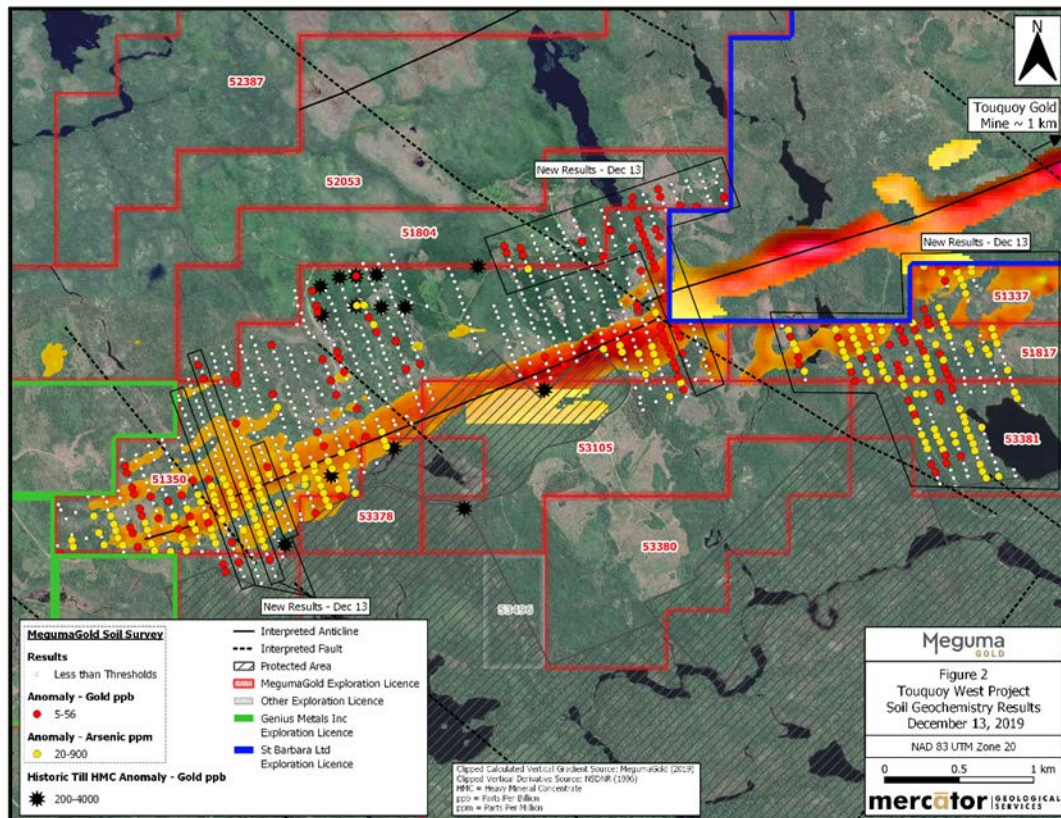 N
Touquoy Gold
Mine ~ 1 km
52387
New Results - Dec 13
52053
51804
New Results - Dec 13
51337
51817
53381
53105
51350
53378
53380
53496
New Results - Dec 13
MegumaGold Soil Survey
Results
Less than Thresholds
Anomaly - Gold ppb
5-56
Anomaly - Arsenic ppm
20-900
Historic Till HMC Anomaly - Gold ppb
200-4000
Interpreted Anticline
Interpreted Fault
Protected Area
MegumaGold Exploration Licence
Other Exploration Licence
Genius Metals Inc
Exploration Licence
St Barbara Ltd
Exploration Licence
Clipped Calculated Vertical Gradient Source: MegumaGold (2019)
Clipped Vertical Derivative Source: NSDNR (1996)
HMC = Heavy Mineral Concentrate
ppb = Parts Per Billion
ppm = Parts Per Million
Meguma
GOLD
Figure 2
Touquoy West Project
Soil Geochemistry Results
December 13, 2019
NAD 83 UTM Zone 20
0 0.5 1
km
mercātor GEOLOGICAL
SERVICES